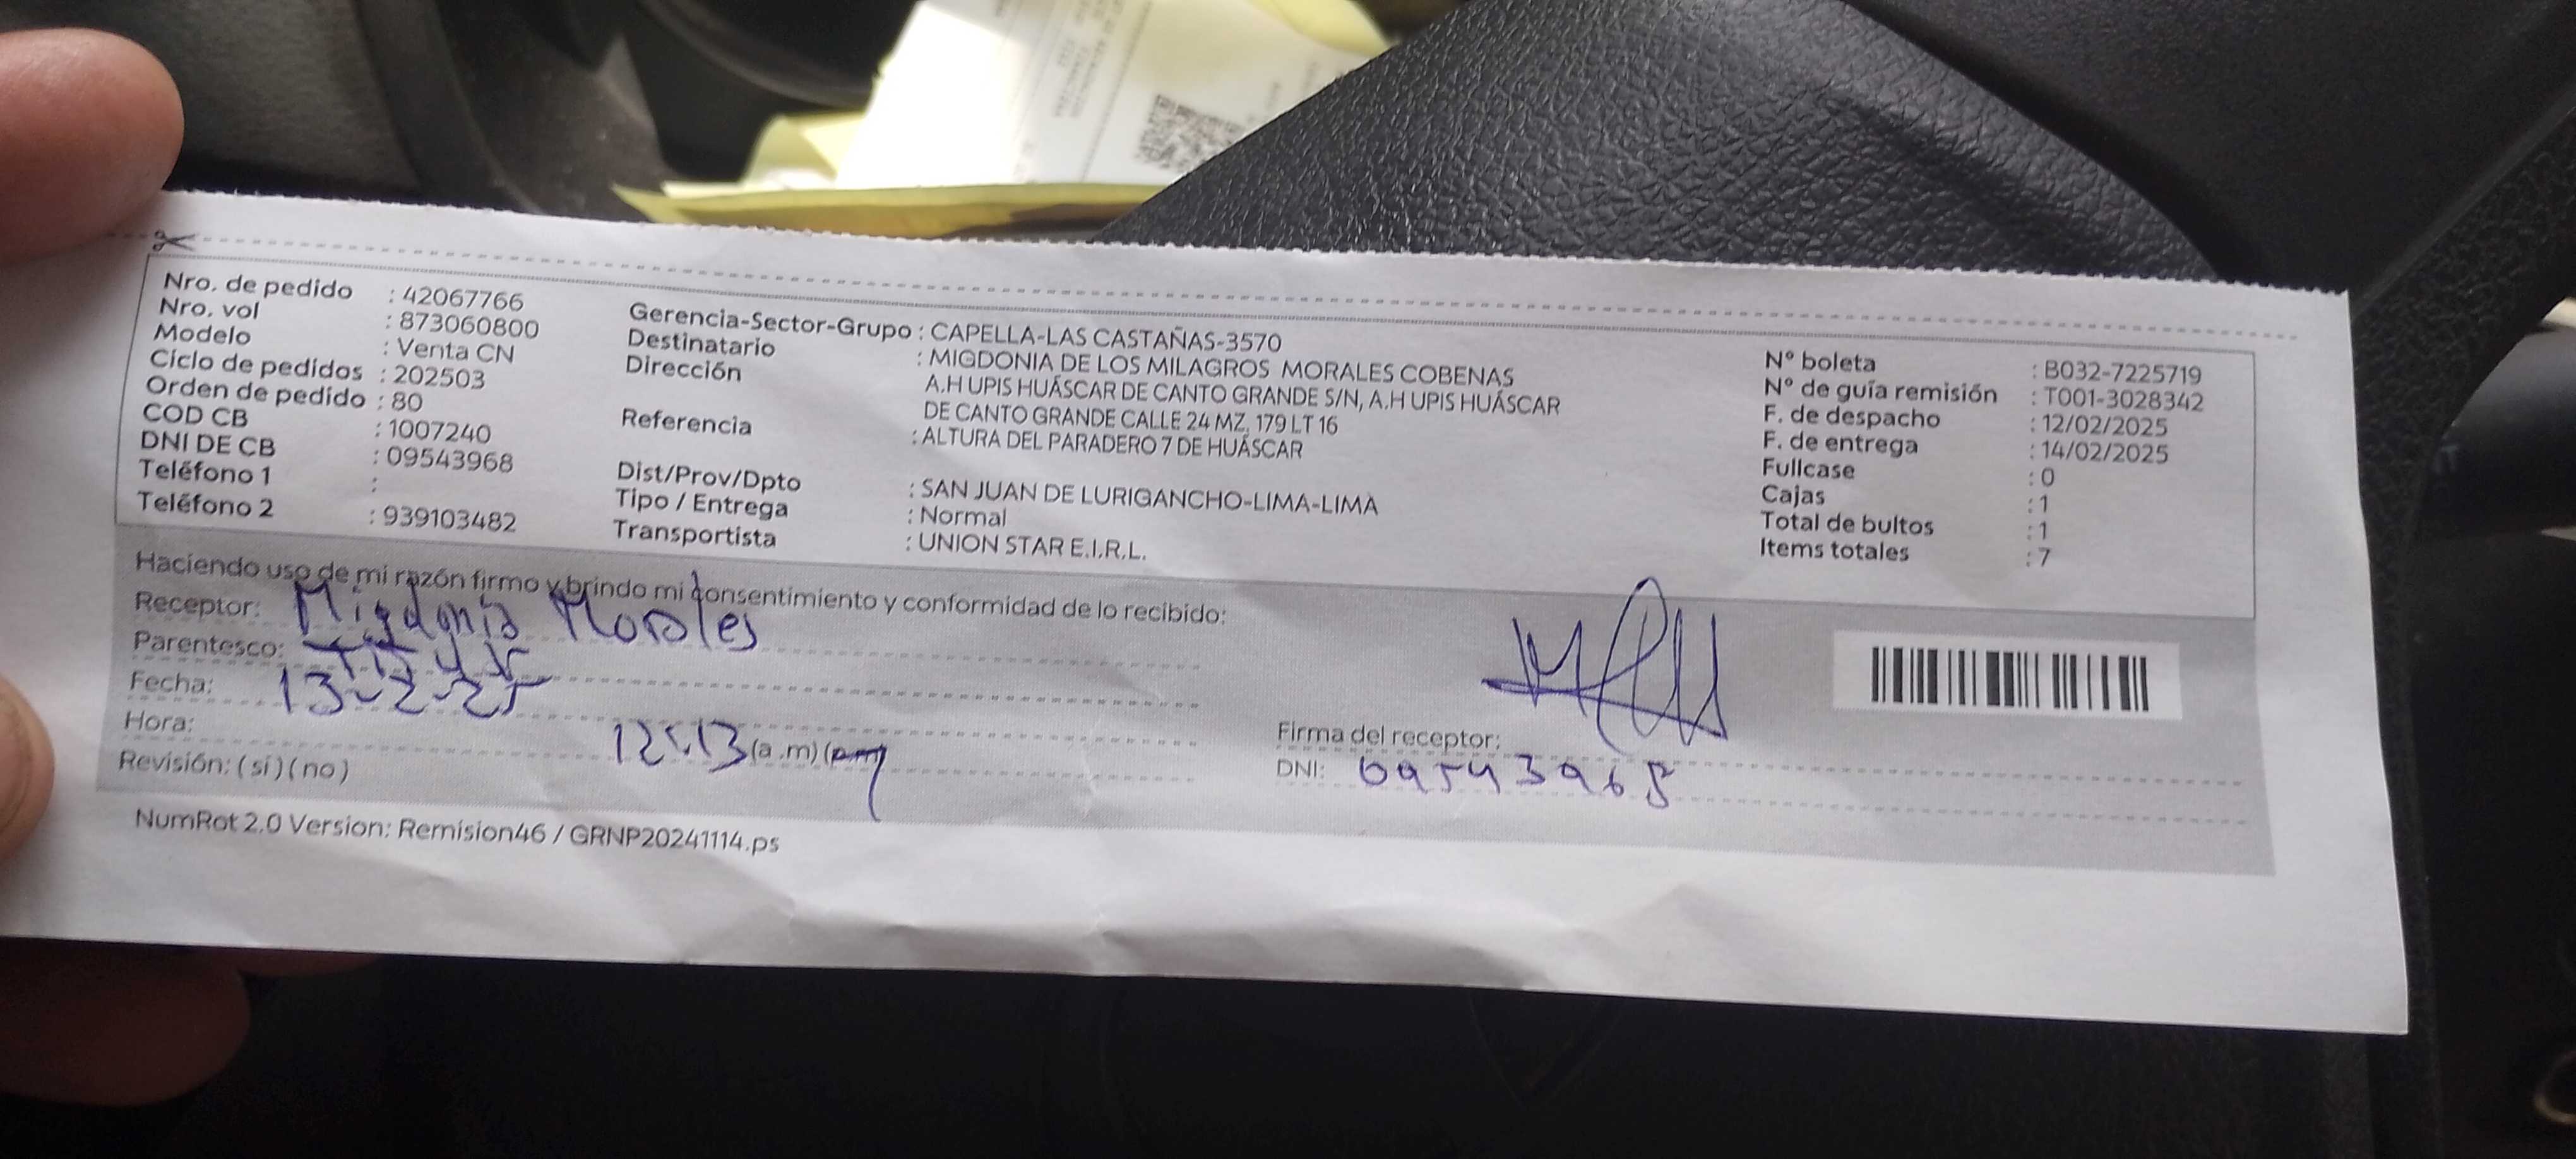 Nro. de pedido : 42067766
Nro. vol : 873060800
Modelo : Venta CN
Ciclo de pedidos : 202503
Orden de pedido : 80
COD CB : 1007240
DNI DE CB : 09543968
Teléfono 1 :
Teléfono 2 : 939103482
Gerencia-Sector-Grupo : CAPELLA-LAS CASTAÑAS-3570
Destinatario : MIGDONIA DE LOS MILAGROS MORALES COBENAS
Dirección A.H UPIS HUÁSCAR DE CANTO GRANDE S/N, A.H UPIS HUÁSCAR
DE CANTO GRANDE CALLE 24 MZ. 179 LT 16
Referencia : ALTURA DEL PARADERO 7 DE HUÁSCAR
Dist/Prov/Dpto : SAN JUAN DE LURIGANCHO-LIMA-LIMA
Tipo / Entrega : Normal
Transportista : UNION STAR E.I.R.L.
N° boleta : B032-7225719
N° de guía remisión : T001-3028342
F. de despacho : 12/02/2025
F. de entrega : 14/02/2025
Fullcase : 0
Cajas : 1
Total de bultos : 1
Items totales : 7
Haciendo uso de mi razón firmo y brindo mi consentimiento y conformidad de lo recibido:
Receptor: Migdonia Morales
Parentesco:
Fecha: 13-2-25
Hora: 12:13 (a.m) (pm)
Revisión: (sí) (no)
Firma del receptor:
DNI: 09543968
NumRot 2.0 Version: Remision46 / GRNP20241114.ps